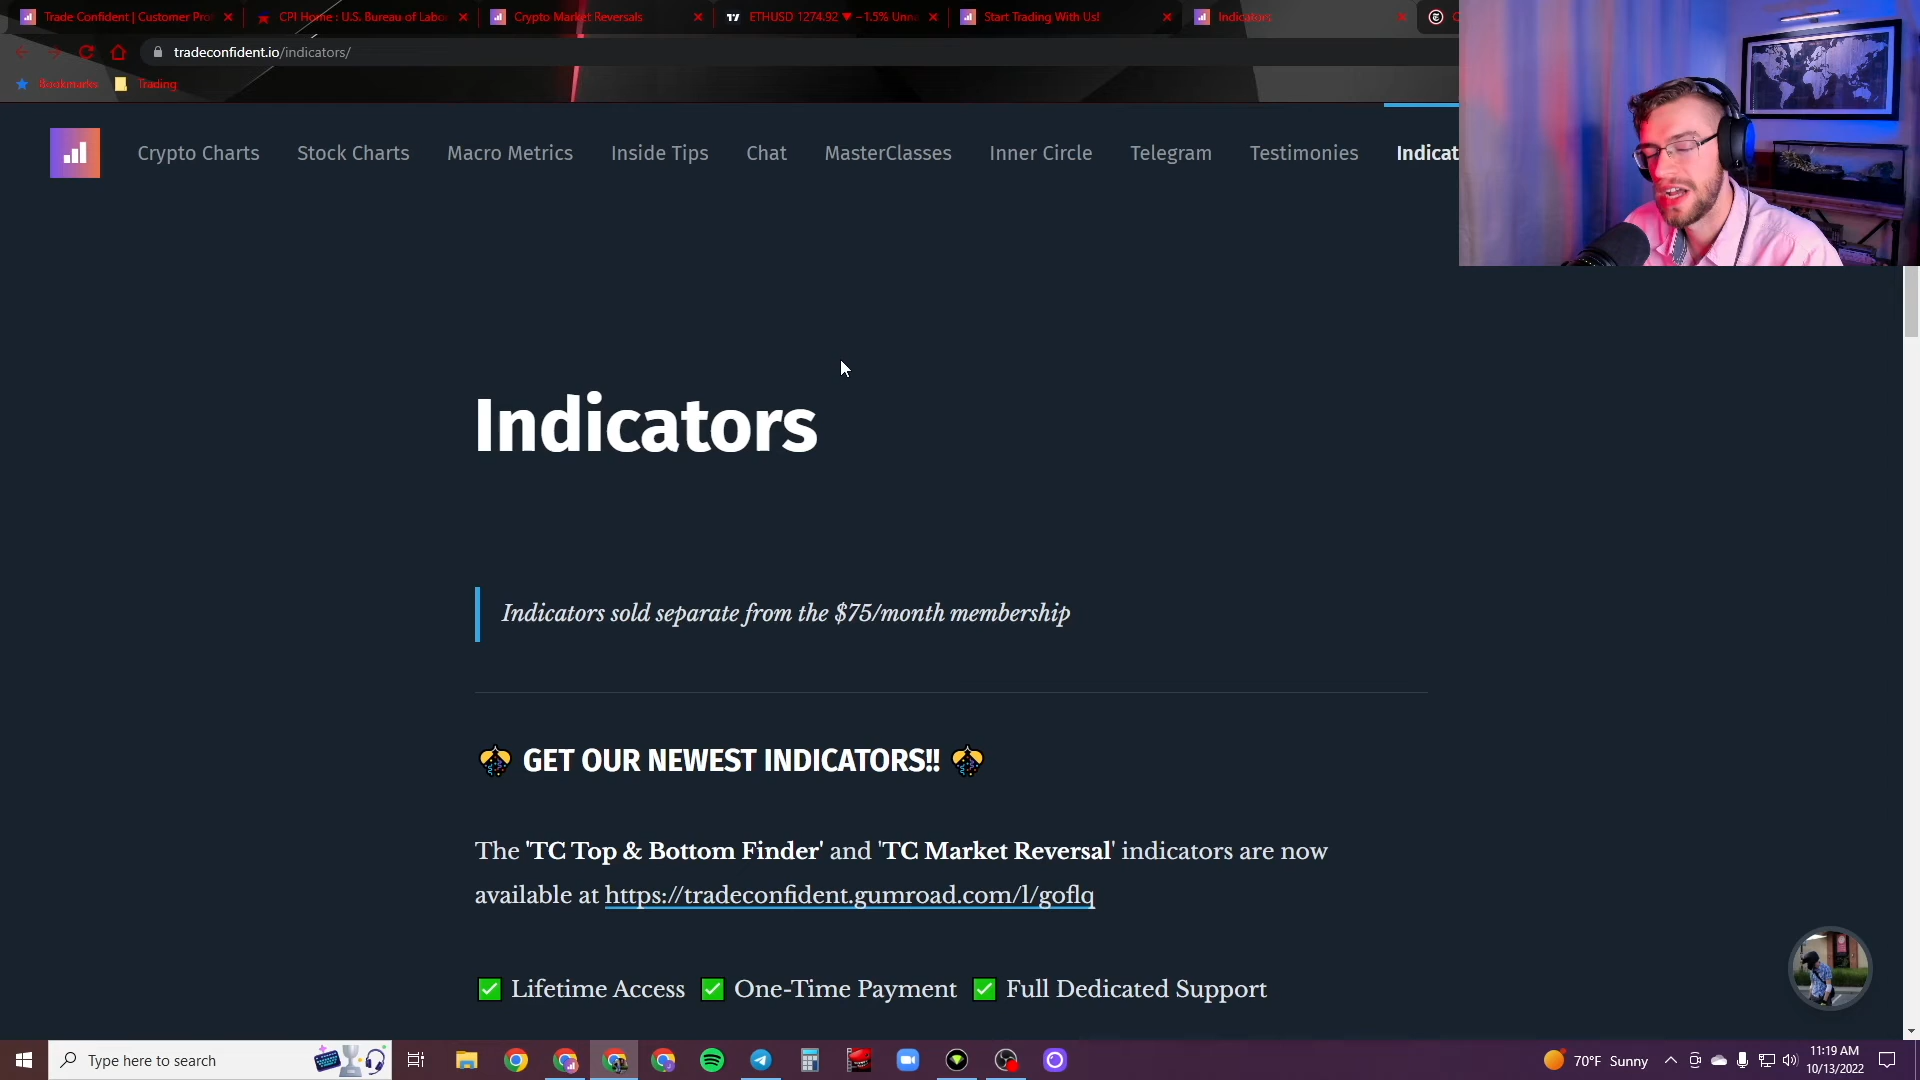 Trade Confident | Customer Pro
CPI Home : U.S. Bureau of Labo
Crypto Market Reversals
ETHUSD 1274.92 ▼ −1.5% Unn
Start Trading With Us!
Indicators
tradeconfident.io/indicators/
Bookmarks
Trading
Crypto Charts
Stock Charts
Macro Metrics
Inside Tips
Chat
MasterClasses
Inner Circle
Telegram
Testimonies
Indicat
Indicators
Indicators sold separate from the $75/month membership
GET OUR NEWEST INDICATORS!!
The 'TC Top & Bottom Finder' and 'TC Market Reversal' indicators are now
available at https://tradeconfident.gumroad.com/l/goflq
✅ Lifetime Access ✅ One-Time Payment ✅ Full Dedicated Support
Type here to search
70°F Sunny
11:19 AM
10/13/2022